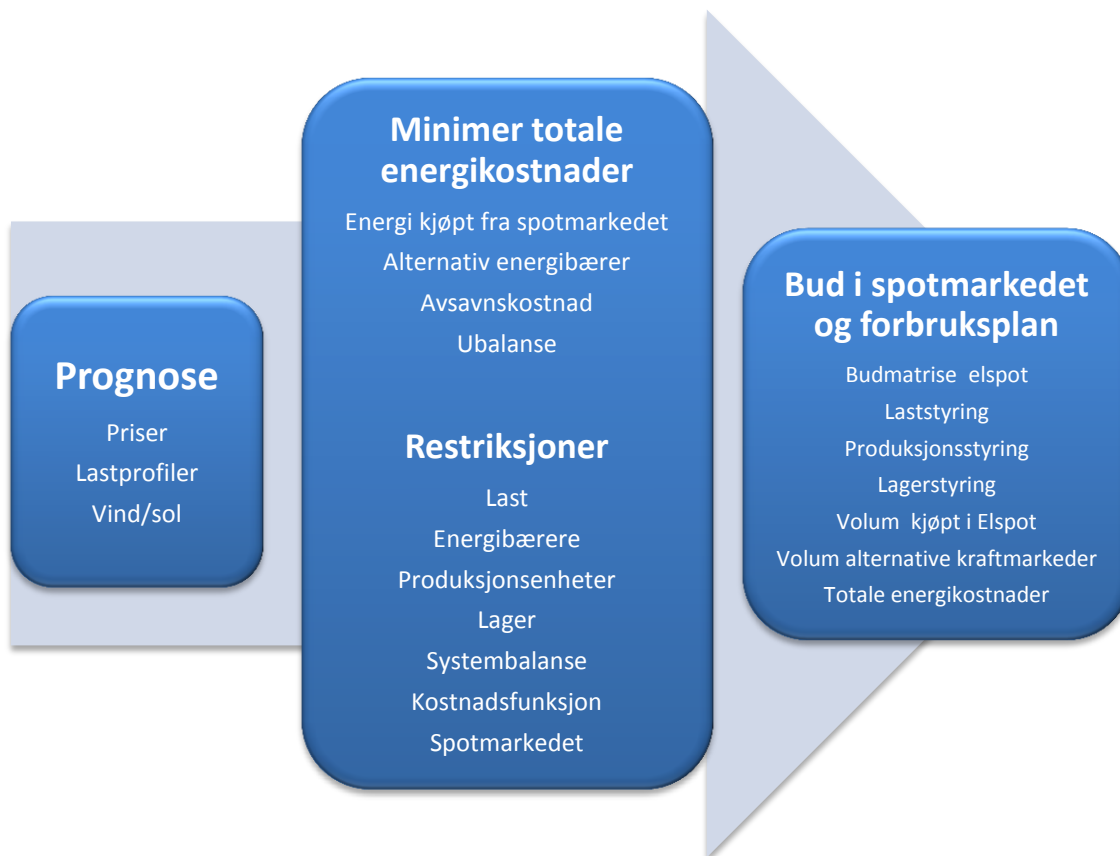 Prognose
Priser
Lastprofiler
Vind/sol
Minimer totale
energikostnader
Energi kjøpt fra spotmarkedet
Alternativ energibærer
Avsavnskostnad
Ubalanse
Restriksjoner
Last
Energibærere
Produksjonsenheter
Lager
Systembalanse
Kostnadsfunksjon
Spotmarkedet
Bud i spotmarkedet
og forbruksplan
Budmatrise elspot
Laststyring
Produksjonsstyring
Lagerstyring
Volum kjøpt i Elspot
Volum alternative kraftmarkeder
Totale energikostnader